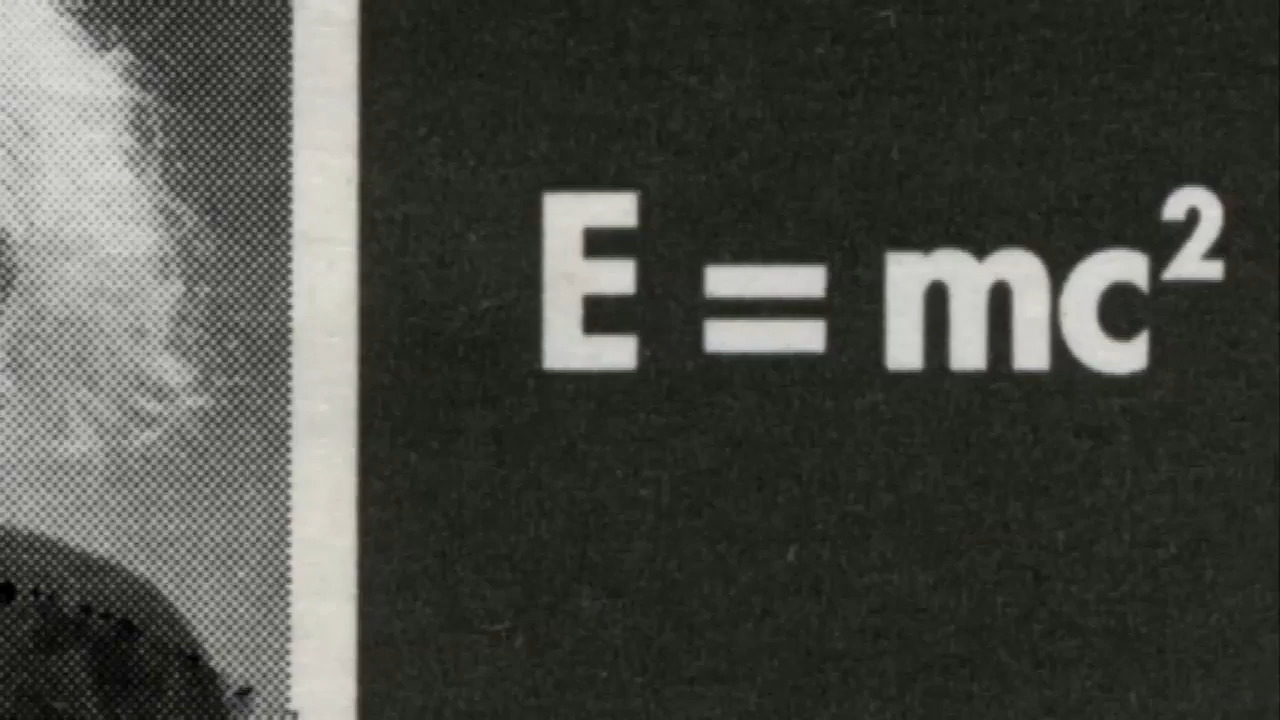 E = mc²